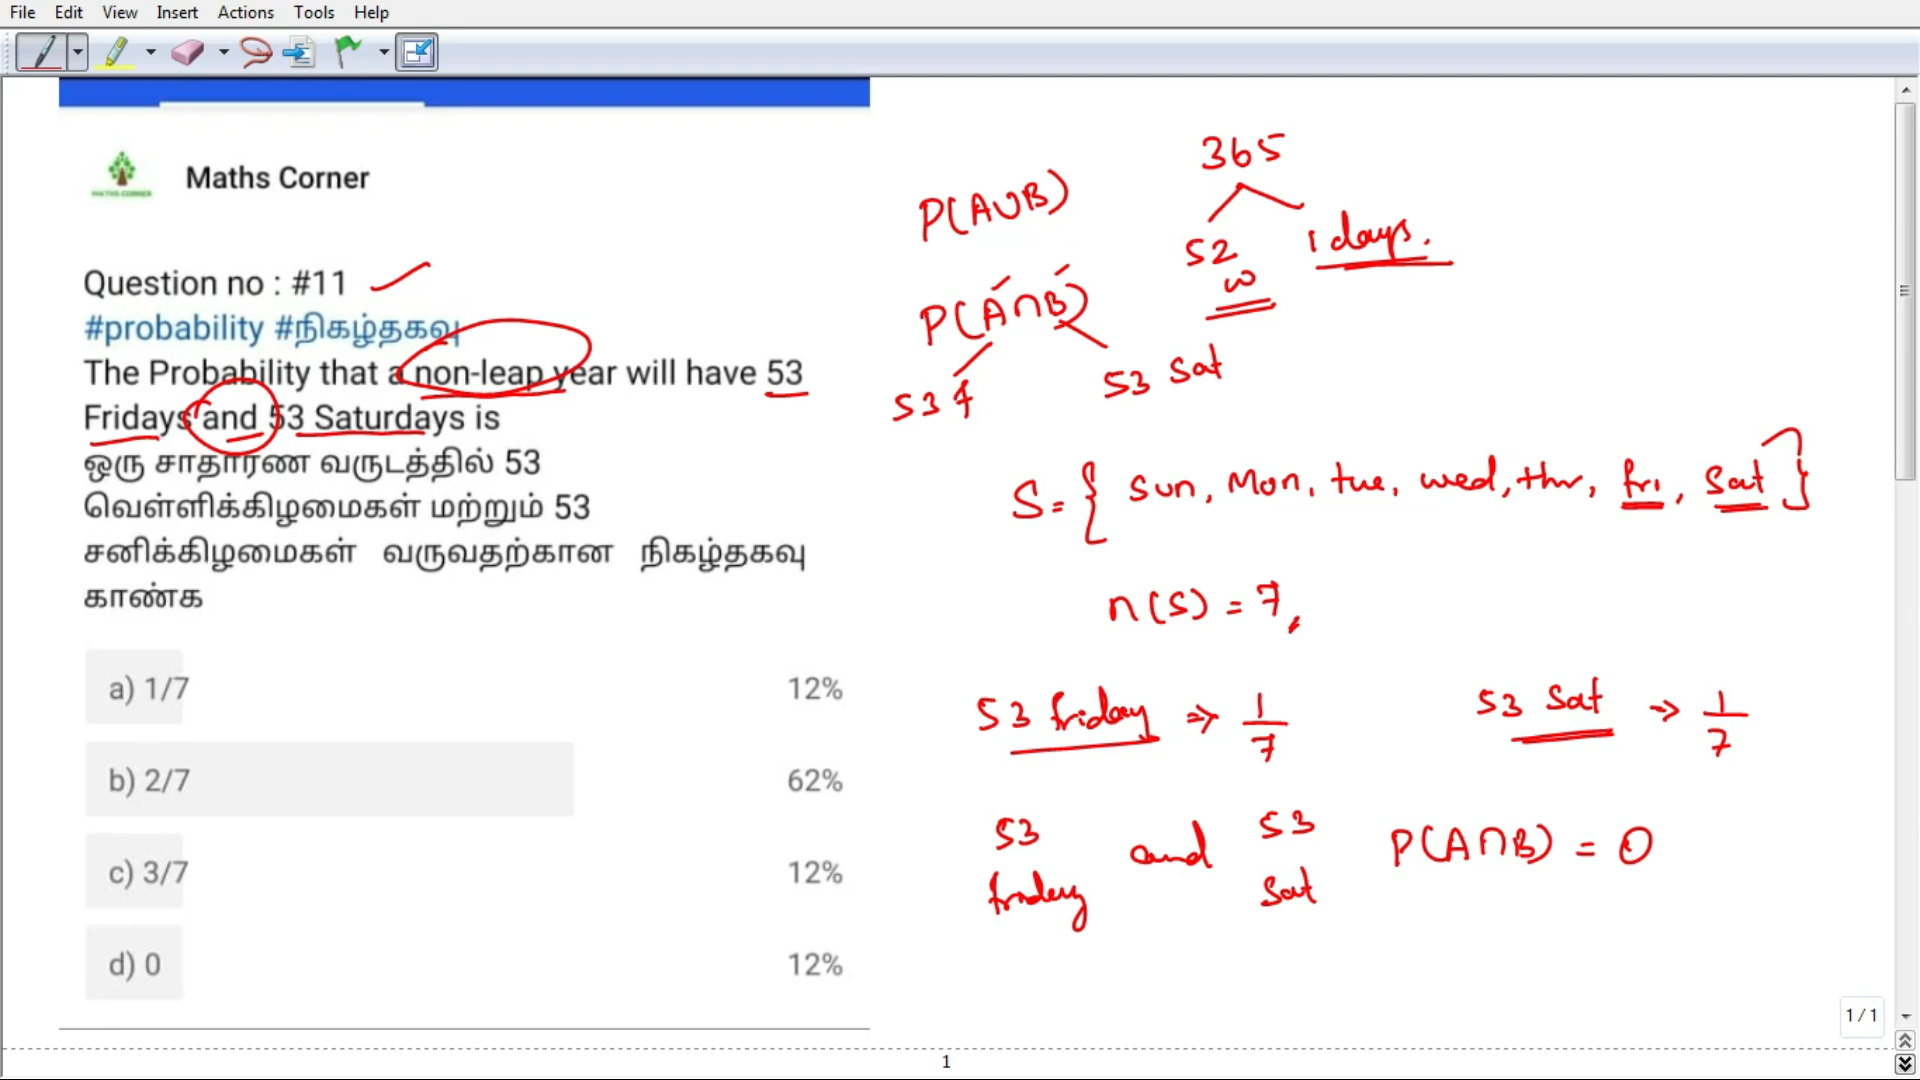 File Edit View Insert Actions Tools Help
Maths Corner
MATHS CORNER
Question no : #11
#probability #நிகழ்தகவு
The Probability that a non-leap year will have 53
Fridays and 53 Saturdays is
ஒரு சாதாரண வருடத்தில் 53
வெள்ளிக்கிழமைகள் மற்றும் 53
சனிக்கிழமைகள் வருவதற்கான நிகழ்தகவு
காண்க
a) 1/7 12%
b) 2/7 62%
c) 3/7 12%
d) 0 12%
365
P(A∪B)
52 1 days.
w
P(A∩B)
53 f 53 Sat
S = { Sun, Mon, tue, wed, thr, fri, Sat }
n(S) = 7,
53 friday ⇒ 1/7 53 Sat ⇒ 1/7
53 friday and 53 Sat P(A∩B) = 0
1 / 1
1